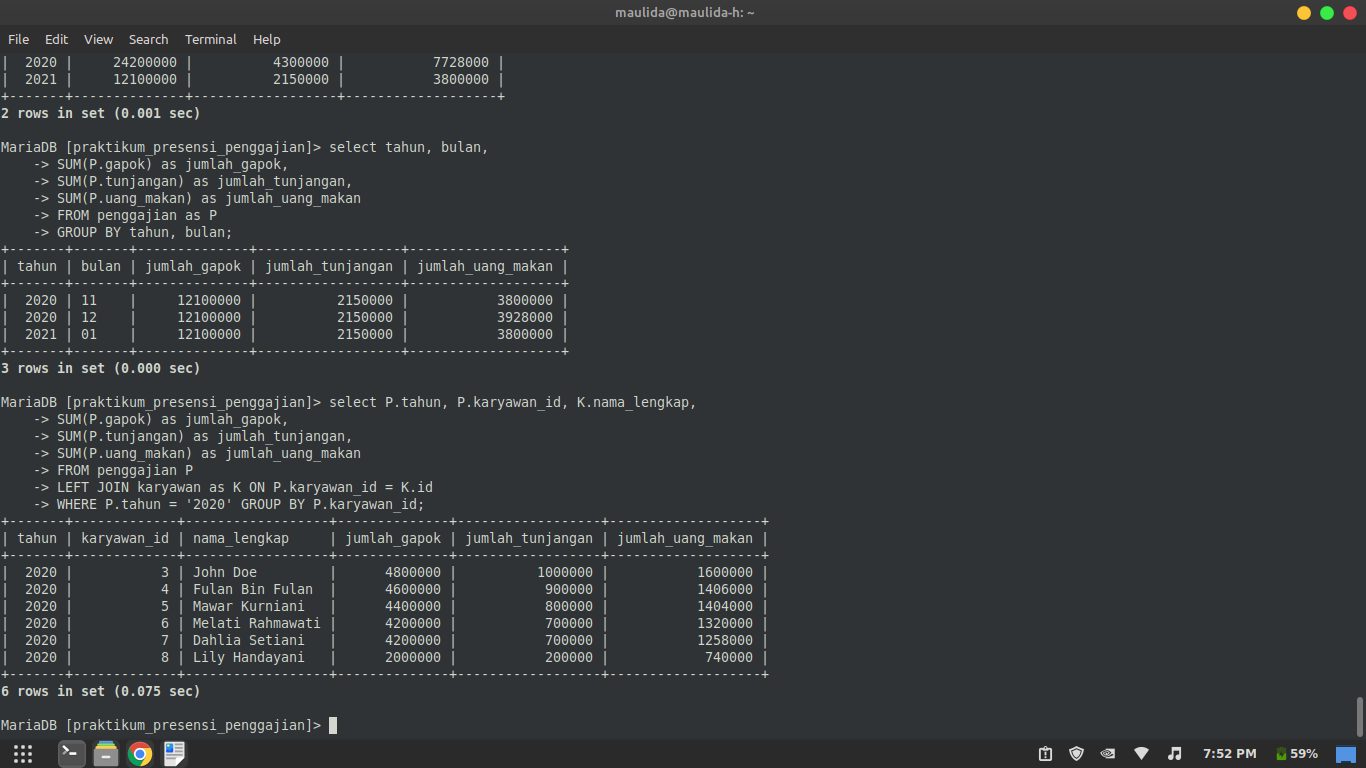 maulida@maulida-h: ~
File Edit View Search Terminal Help
|  2020 |     24200000 |          4300000 |           7728000 |
|  2021 |     12100000 |          2150000 |           3800000 |
+-------+--------------+------------------+-------------------+
2 rows in set (0.001 sec)
MariaDB [praktikum_presensi_penggajian]> select tahun, bulan,
    -> SUM(P.gapok) as jumlah_gapok,
    -> SUM(P.tunjangan) as jumlah_tunjangan,
    -> SUM(P.uang_makan) as jumlah_uang_makan
    -> FROM penggajian as P
    -> GROUP BY tahun, bulan;
+-------+-------+--------------+------------------+-------------------+
| tahun | bulan | jumlah_gapok | jumlah_tunjangan | jumlah_uang_makan |
+-------+-------+--------------+------------------+-------------------+
|  2020 | 11    |     12100000 |          2150000 |           3800000 |
|  2020 | 12    |     12100000 |          2150000 |           3928000 |
|  2021 | 01    |     12100000 |          2150000 |           3800000 |
+-------+-------+--------------+------------------+-------------------+
3 rows in set (0.000 sec)
MariaDB [praktikum_presensi_penggajian]> select P.tahun, P.karyawan_id, K.nama_lengkap,
    -> SUM(P.gapok) as jumlah_gapok,
    -> SUM(P.tunjangan) as jumlah_tunjangan,
    -> SUM(P.uang_makan) as jumlah_uang_makan
    -> FROM penggajian P
    -> LEFT JOIN karyawan as K ON P.karyawan_id = K.id
    -> WHERE P.tahun = '2020' GROUP BY P.karyawan_id;
+-------+-------------+------------------+--------------+------------------+-------------------+
| tahun | karyawan_id | nama_lengkap     | jumlah_gapok | jumlah_tunjangan | jumlah_uang_makan |
+-------+-------------+------------------+--------------+------------------+-------------------+
|  2020 |           3 | John Doe         |      4800000 |          1000000 |           1600000 |
|  2020 |           4 | Fulan Bin Fulan  |      4600000 |           900000 |           1406000 |
|  2020 |           5 | Mawar Kurniani   |      4400000 |           800000 |           1404000 |
|  2020 |           6 | Melati Rahmawati |      4200000 |           700000 |           1320000 |
|  2020 |           7 | Dahlia Setiani   |      4200000 |           700000 |           1258000 |
|  2020 |           8 | Lily Handayani   |      2000000 |           200000 |            740000 |
+-------+-------------+------------------+--------------+------------------+-------------------+
6 rows in set (0.075 sec)
MariaDB [praktikum_presensi_penggajian]>
7:52 PM 59%